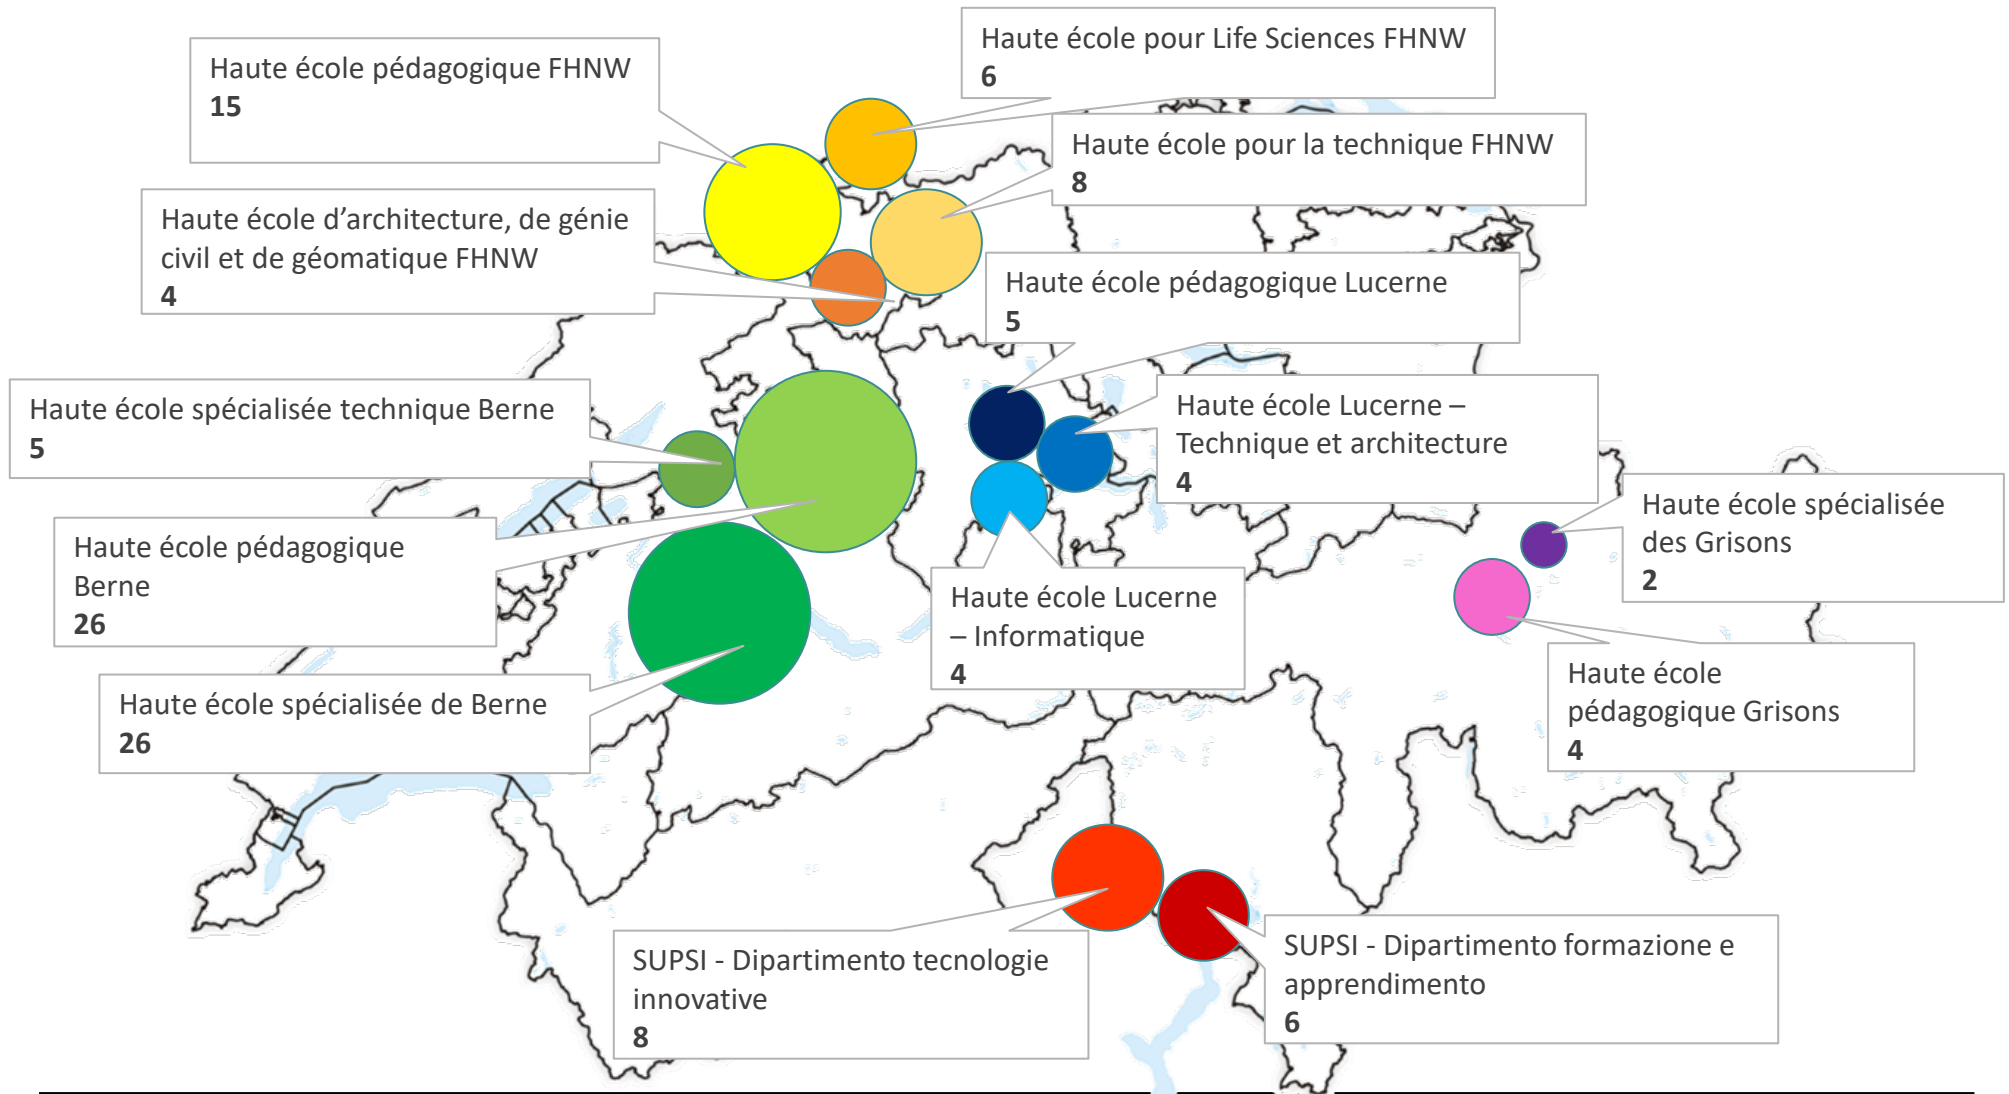 Haute école pour Life Sciences FHNW
6
Haute école pédagogique FHNW
15
Haute école pour la technique FHNW
8
Haute école d’architecture, de génie
civil et de géomatique FHNW
4
Haute école pédagogique Lucerne
5
Haute école spécialisée technique Berne
5
Haute école Lucerne –
Technique et architecture
4
Haute école spécialisée
des Grisons
2
Haute école pédagogique
Berne
26
Haute école Lucerne
– Informatique
4
Haute école
pédagogique Grisons
4
Haute école spécialisée de Berne
26
SUPSI - Dipartimento tecnologie
innovative
8
SUPSI - Dipartimento formazione e
apprendimento
6